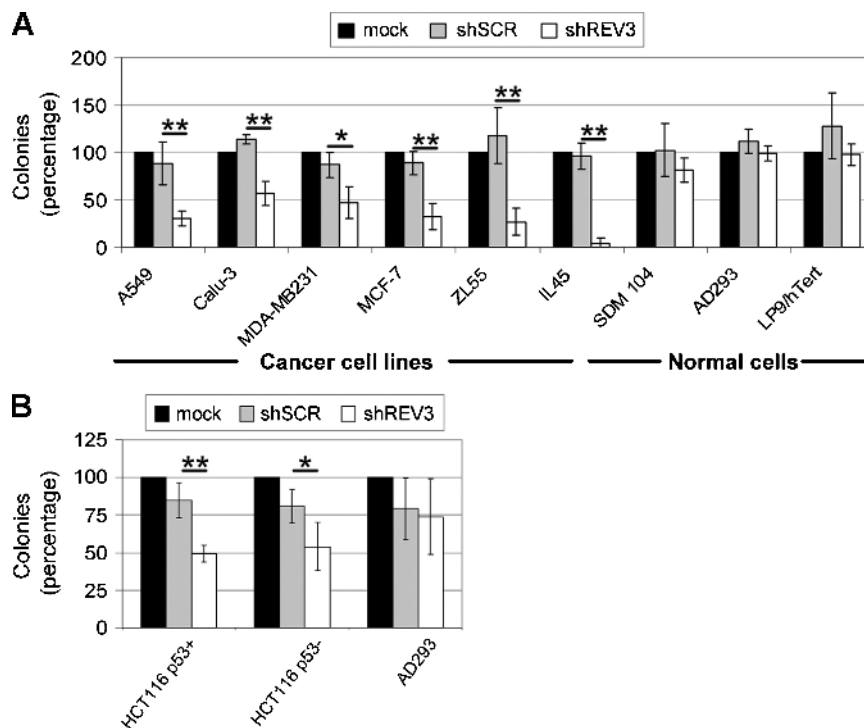 A
mock shSCR shREV3
200
150
100
50
0
Colonies
(percentage)
** ** * ** ** **
A549 Calu-3 MDA-MB231 MCF-7 ZL55 IL45 SDM 104 AD293 LP9/hTert
Cancer cell lines Normal cells
B
mock shSCR shREV3
125
100
75
50
25
0
Colonies
(percentage)
** *
HCT116 p53+ HCT116 p53- AD293